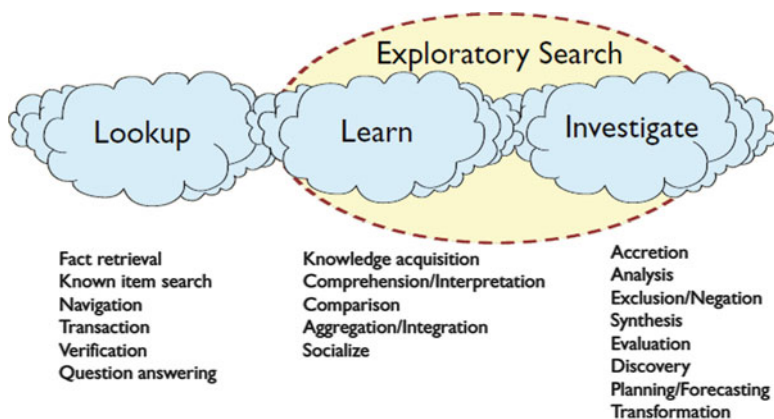 Exploratory Search
Lookup
Learn
Investigate
Fact retrieval
Known item search
Navigation
Transaction
Verification
Question answering
Knowledge acquisition
Comprehension/Interpretation
Comparison
Aggregation/Integration
Socialize
Accretion
Analysis
Exclusion/Negation
Synthesis
Evaluation
Discovery
Planning/Forecasting
Transformation